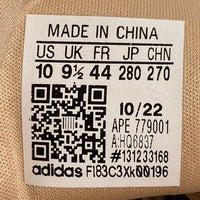 MADE IN CHINA
US UK FR JP CHN
10 9½ 44 280 270
10/22
APE 779001
A:HQ6837
#131233168
adidas FI83C3Xk00196